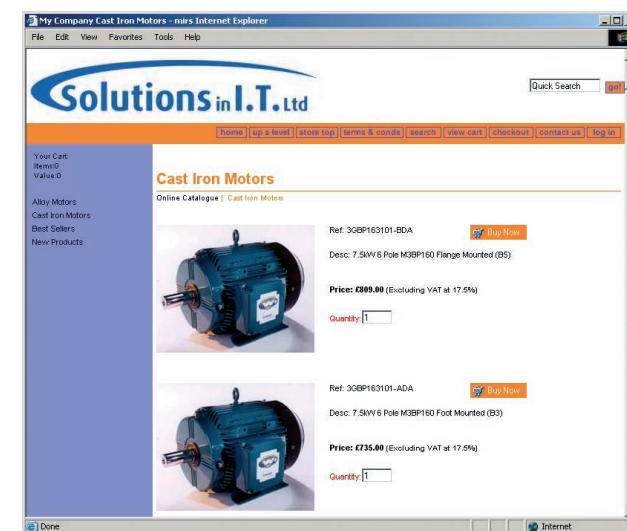 My Company Cast Iron Motors - mirs Internet Explorer
File Edit View Favorites Tools Help
Solutions in I.T. Ltd
Quick Search go!
home up a level store top terms & conds search view cart checkout contact us log in
Your Cart:
Items:0
Value:0
Cast Iron Motors
Online Catalogue | Cast Iron Motors
Alloy Motors
Cast Iron Motors
Best Sellers
New Products
Ref: 3GBP163101-BDA Buy Now
Desc: 7.5kW 6 Pole M3BP160 Flange Mounted (B5)
Price: £809.00 (Excluding VAT at 17.5%)
Quantity: 1
Ref: 3GBP163101-ADA Buy Now
Desc: 7.5kW 6 Pole M3BP160 Foot Mounted (B3)
Price: £735.00 (Excluding VAT at 17.5%)
Quantity: 1
Done Internet